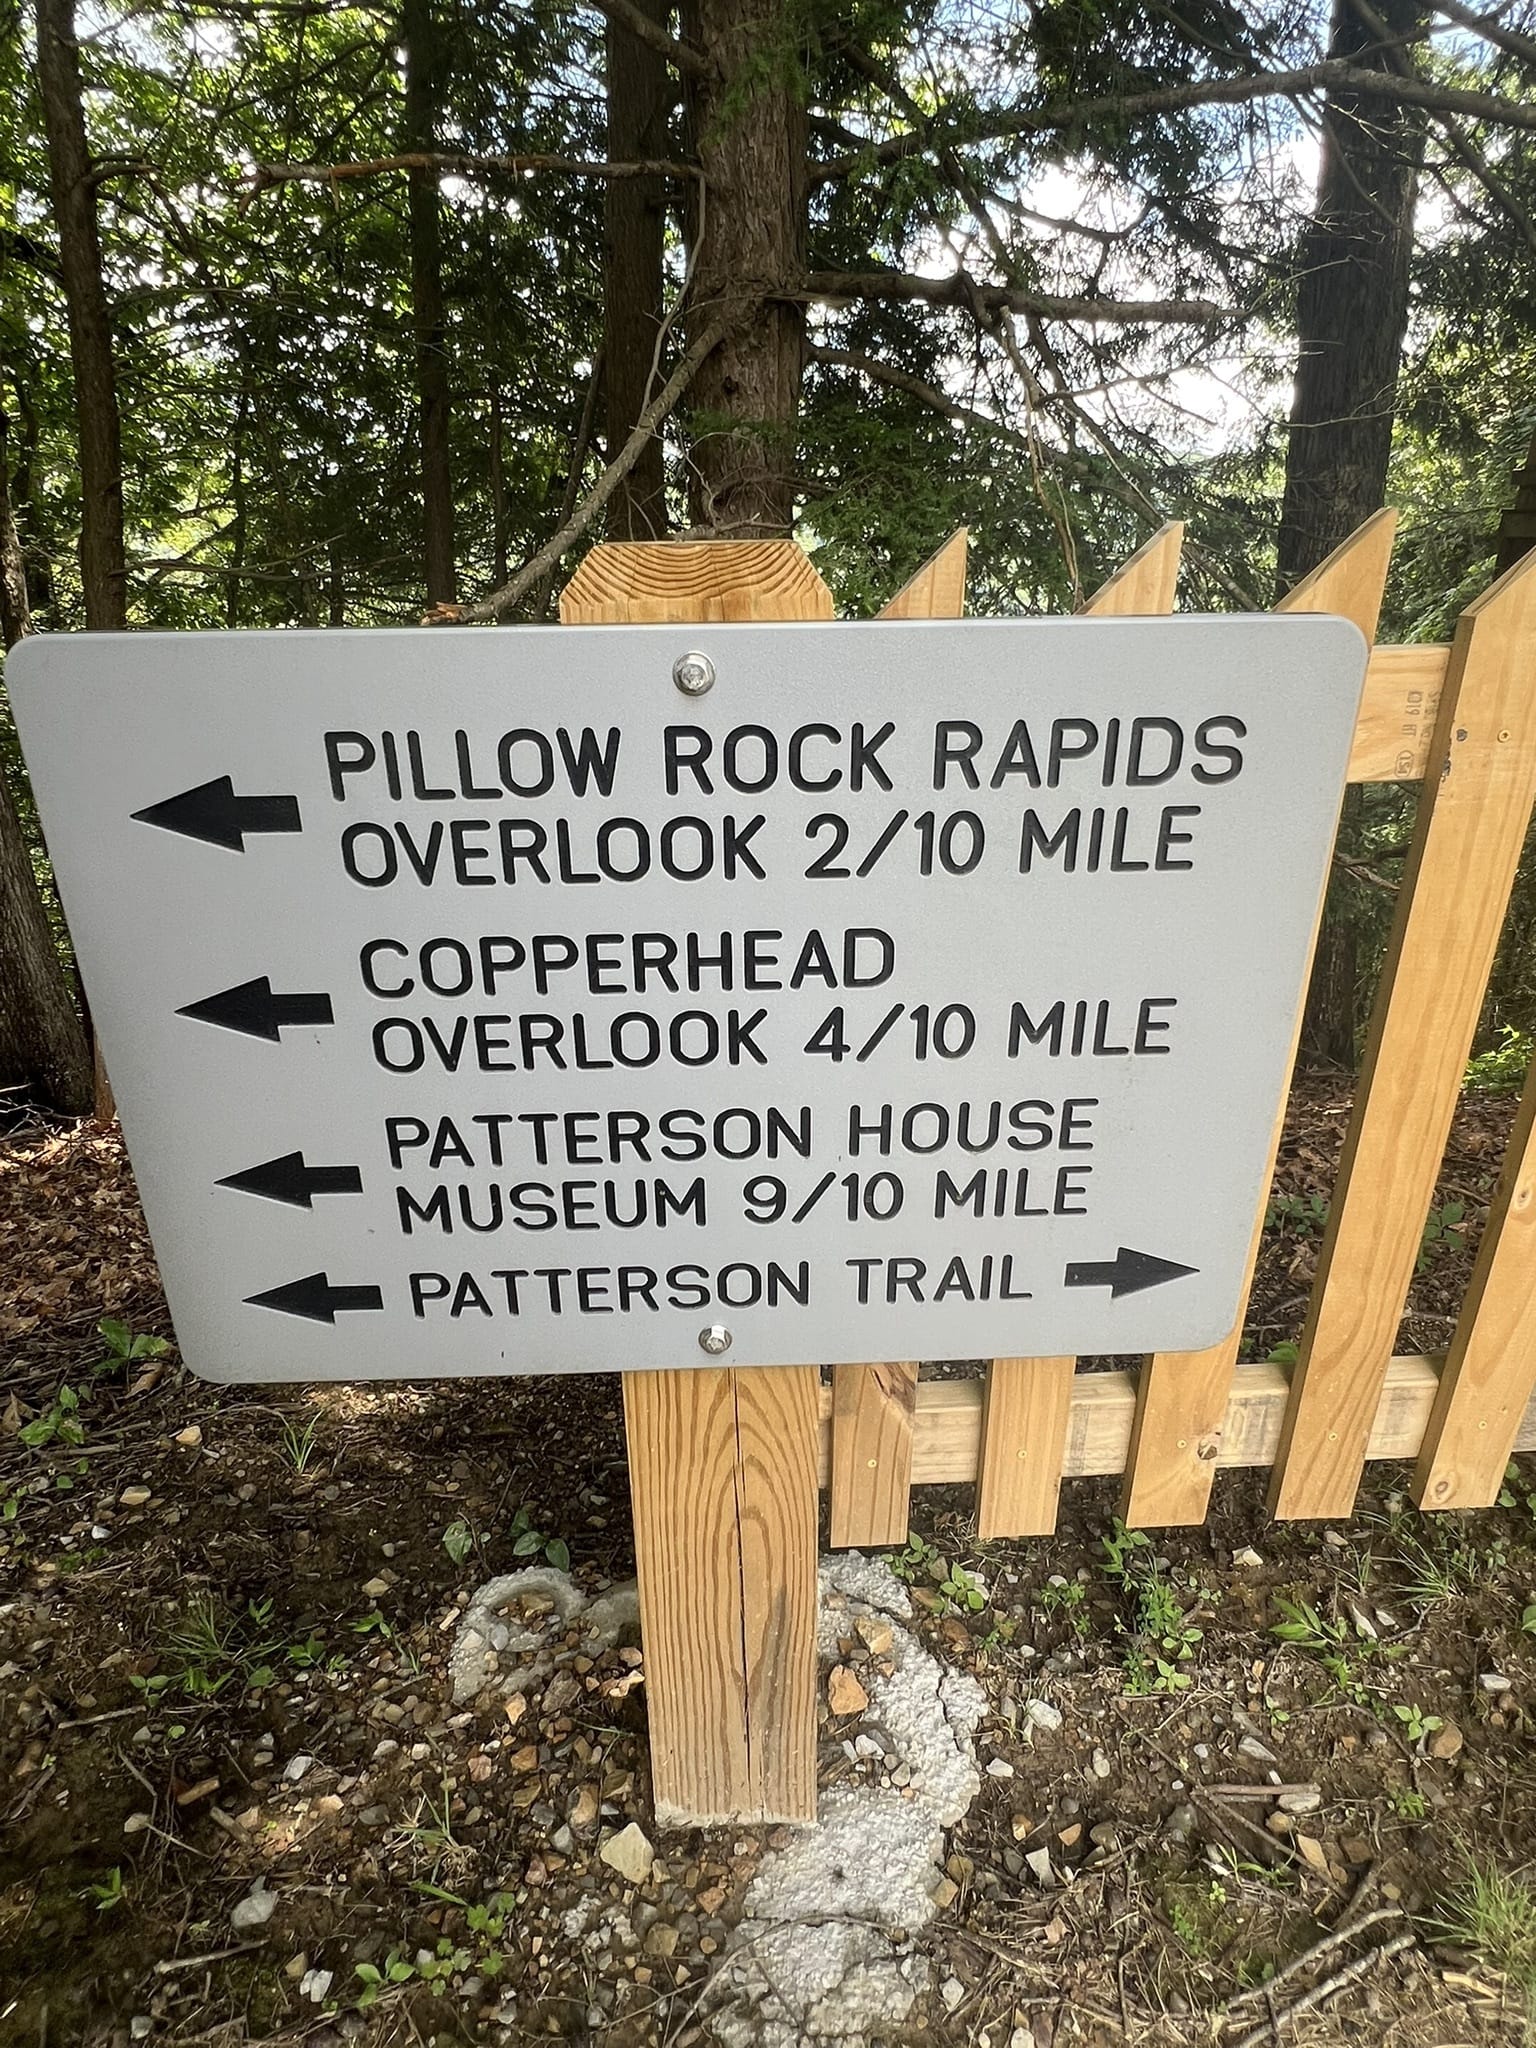 PILLOW ROCK RAPIDS
OVERLOOK 2/10 MILE
COPPERHEAD
OVERLOOK 4/10 MILE
PATTERSON HOUSE
MUSEUM 9/10 MILE
PATTERSON TRAIL